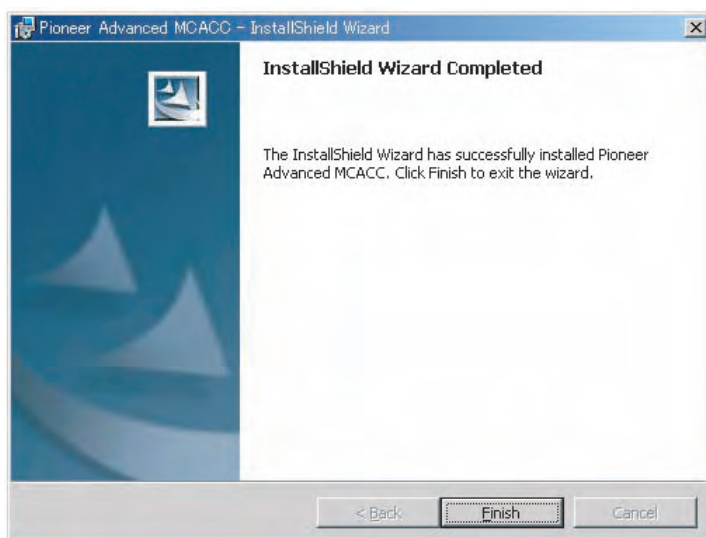 Pioneer Advanced MCACC - InstallShield Wizard
InstallShield Wizard Completed
The InstallShield Wizard has successfully installed Pioneer
Advanced MCACC. Click Finish to exit the wizard.
< Back
Finish
Cancel